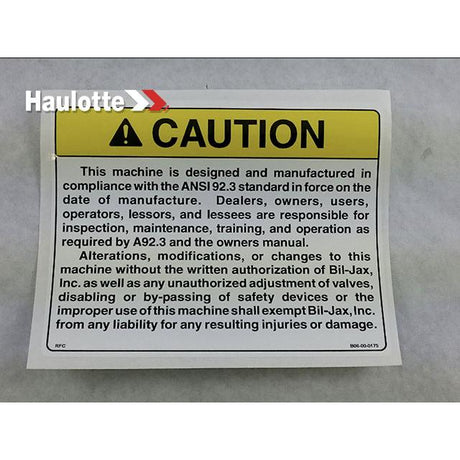 Haulotte
CAUTION
This machine is designed and manufactured in
compliance with the ANSI 92.3 standard in force on the
date of manufacture. Dealers, owners, users,
operators, lessors, and lessees are responsible for
inspection, maintenance, training, and operation as
required by A92.3 and the owners manual.
Alterations, modifications, or changes to this
machine without the written authorization of Bil-Jax,
Inc. as well as any unauthorized adjustment of valves,
disabling or by-passing of safety devices or the
improper use of this machine shall exempt Bil-Jax, Inc.
from any liability for any resulting injuries or damage.
RFC B06-00-0175